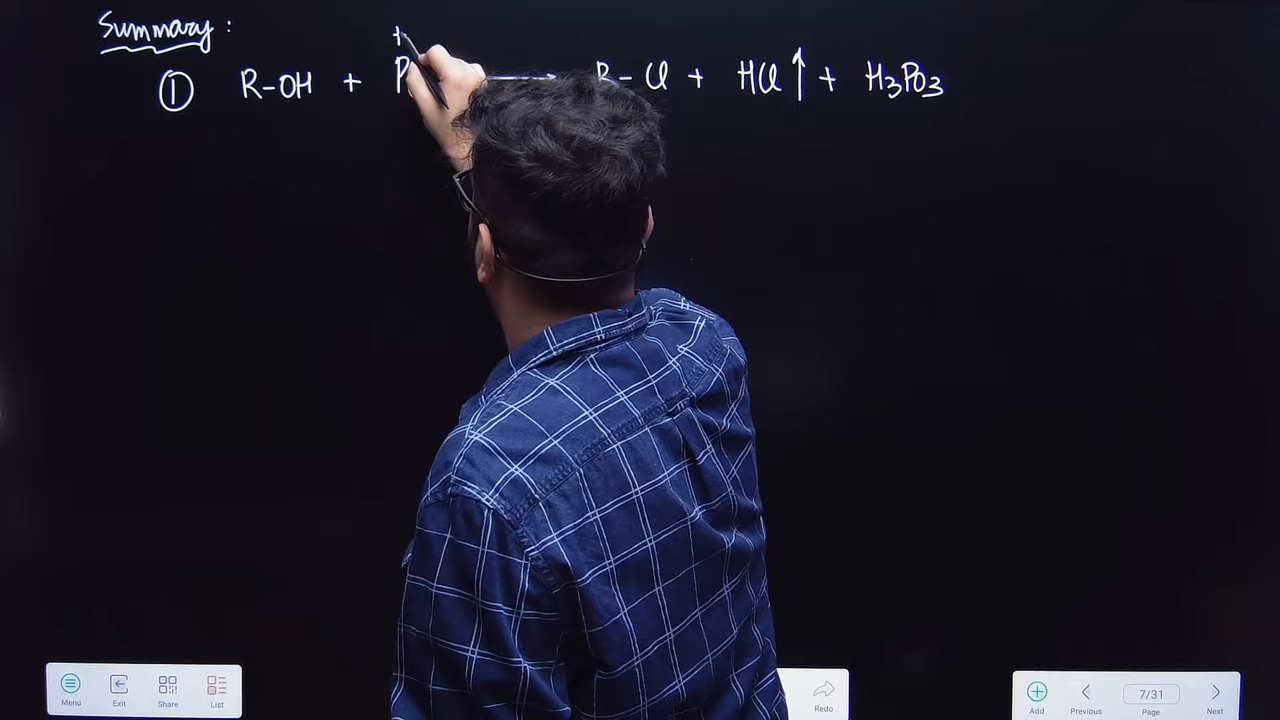 Summary :
① R-OH + P → R-Cl + HCl ↑ + H3PO3
Menu Exit Share List Redo Add Previous 7/31 Page Next